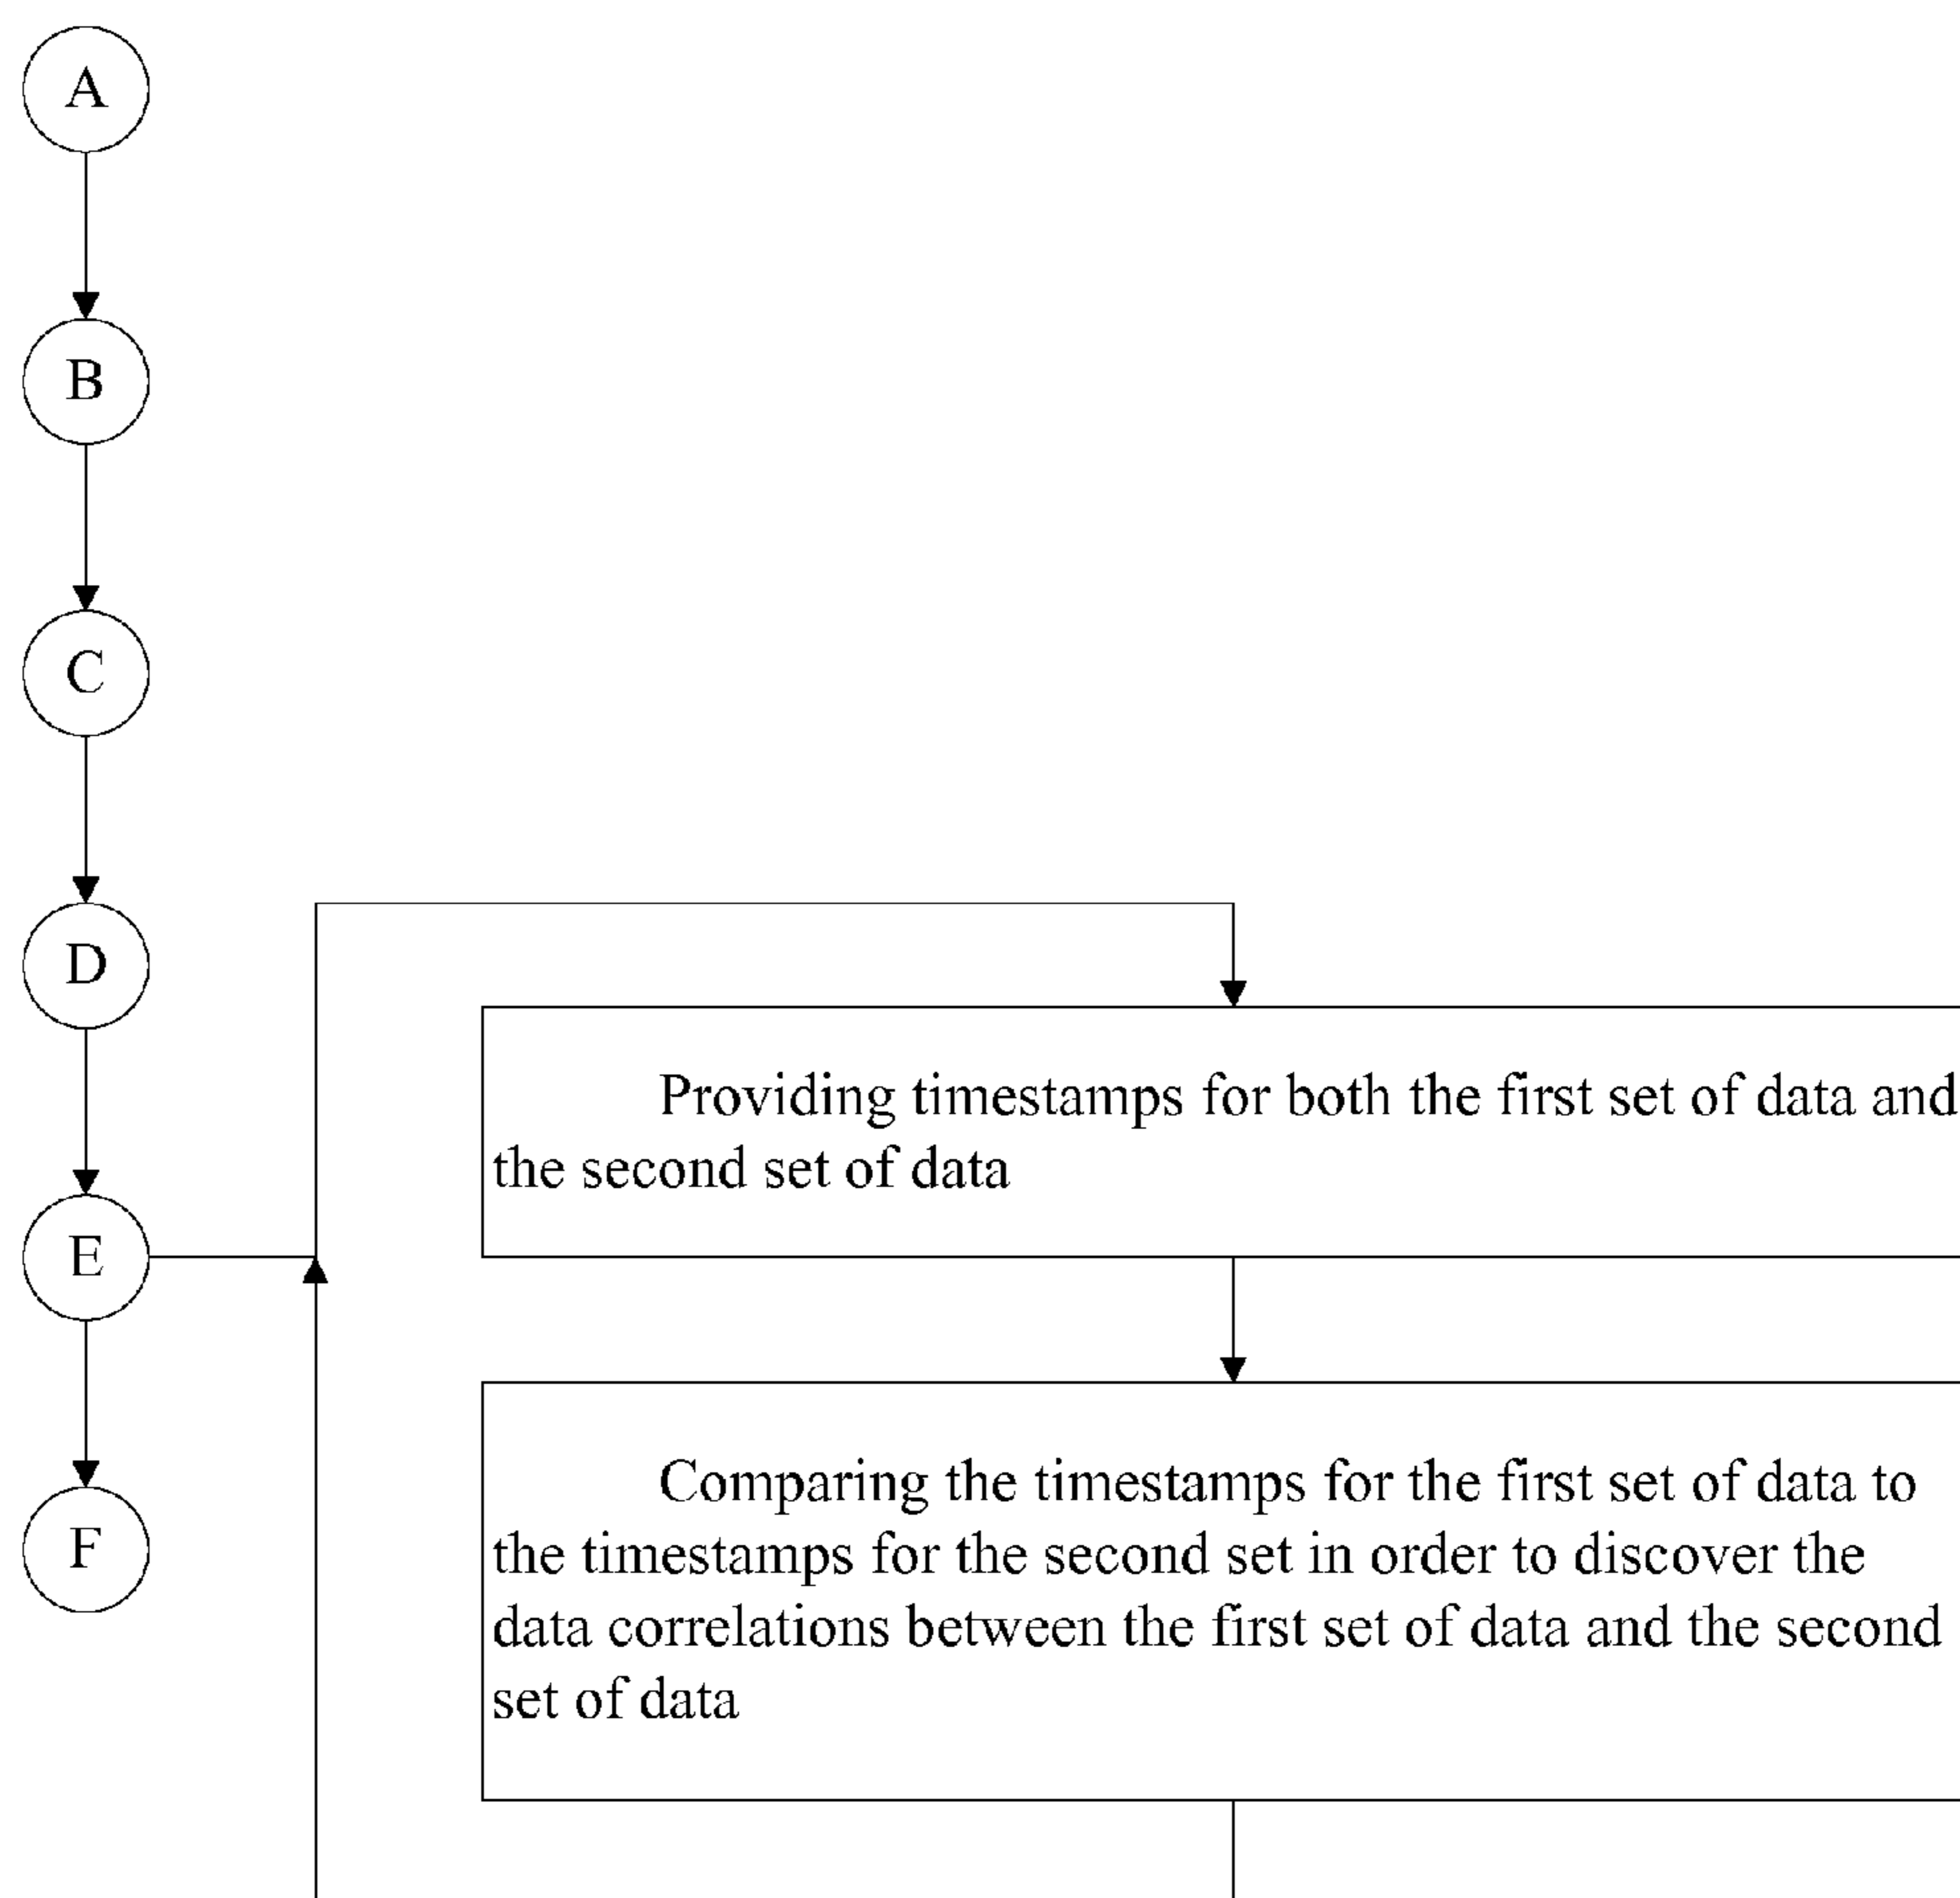 A
B
C
D
Providing timestamps for both the first set of data and
the second set of data
E
Comparing the timestamps for the first set of data to
the timestamps for the second set in order to discover the
data correlations between the first set of data and the second
set of data
F